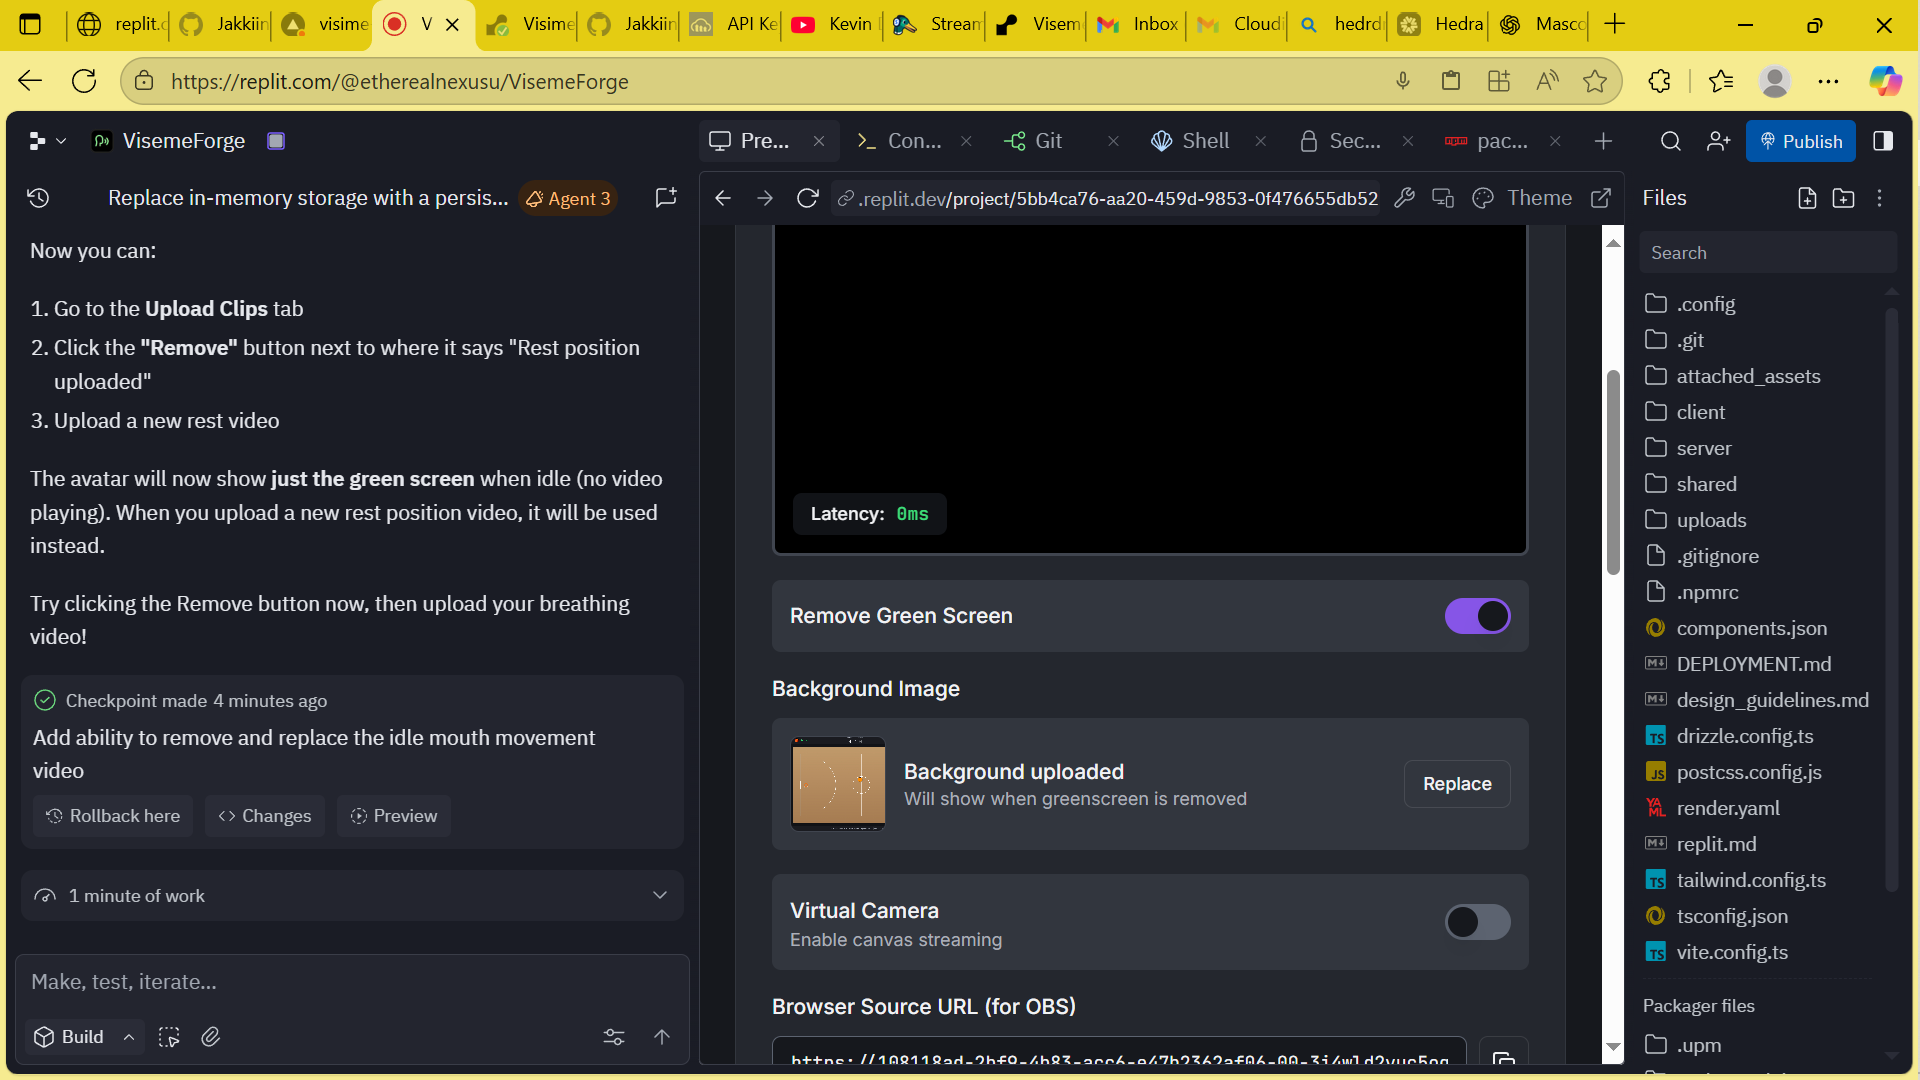 replit.c
Jakkiin
visime
V
Visime
Jakkiin
API Ke
Kevin
Stream
Visem
Inbox
Cloudi
hedrd
Hedra
Masco
https://replit.com/@etherealnexusu/VisemeForge
VisemeForge
Pre...
Con...
Git
Shell
Sec...
pac...
Publish
Replace in-memory storage with a persis...
Agent 3
.replit.dev/project/5bb4ca76-aa20-459d-9853-0f476655db52
Theme
Files
Now you can:
1. Go to the Upload Clips tab
2. Click the "Remove" button next to where it says "Rest position
uploaded"
3. Upload a new rest video
The avatar will now show just the green screen when idle (no video
playing). When you upload a new rest position video, it will be used
instead.
Try clicking the Remove button now, then upload your breathing
video!
Checkpoint made 4 minutes ago
Add ability to remove and replace the idle mouth movement
video
Rollback here
Changes
Preview
1 minute of work
Make, test, iterate...
Build
Latency: 0ms
Remove Green Screen
Background Image
Background uploaded
Will show when greenscreen is removed
Replace
Virtual Camera
Enable canvas streaming
Browser Source URL (for OBS)
Search
.config
.git
attached_assets
client
server
shared
uploads
.gitignore
.npmrc
components.json
DEPLOYMENT.md
design_guidelines.md
TS
drizzle.config.ts
JS
postcss.config.js
YAML
render.yaml
replit.md
TS
tailwind.config.ts
tsconfig.json
TS
vite.config.ts
Packager files
.upm